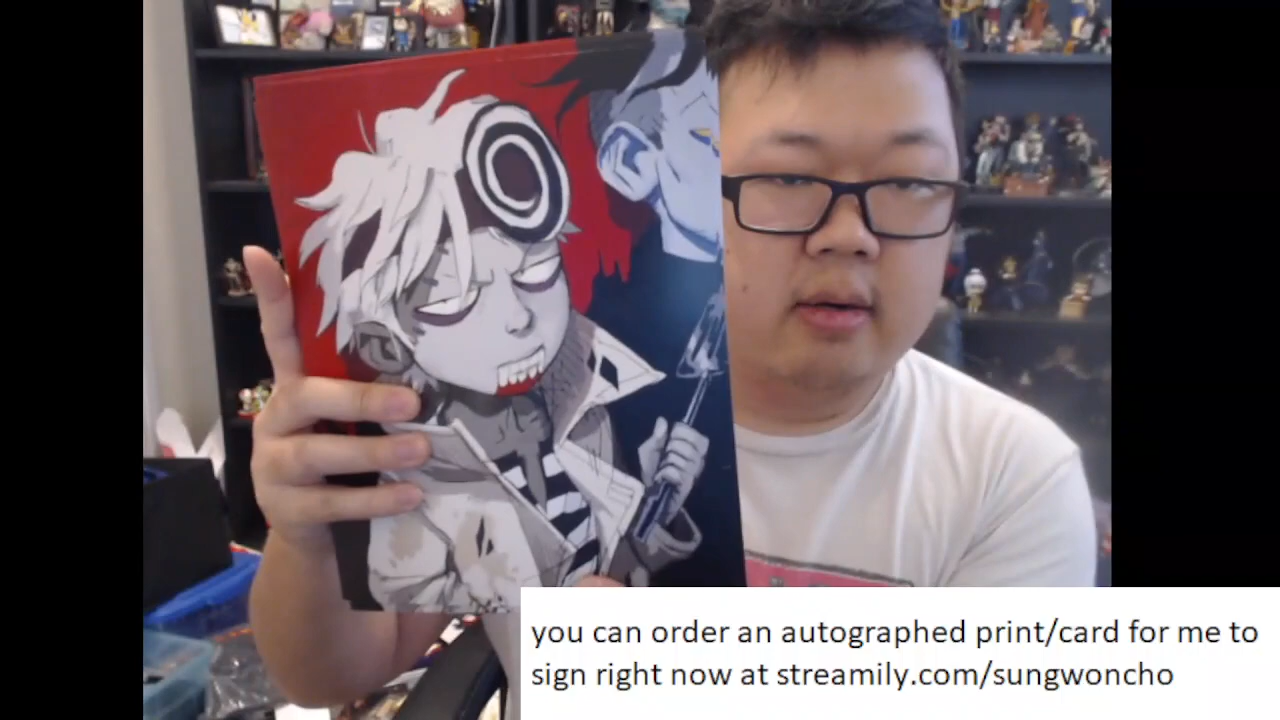 you can order an autographed print/card for me to
sign right now at streamily.com/sungwoncho